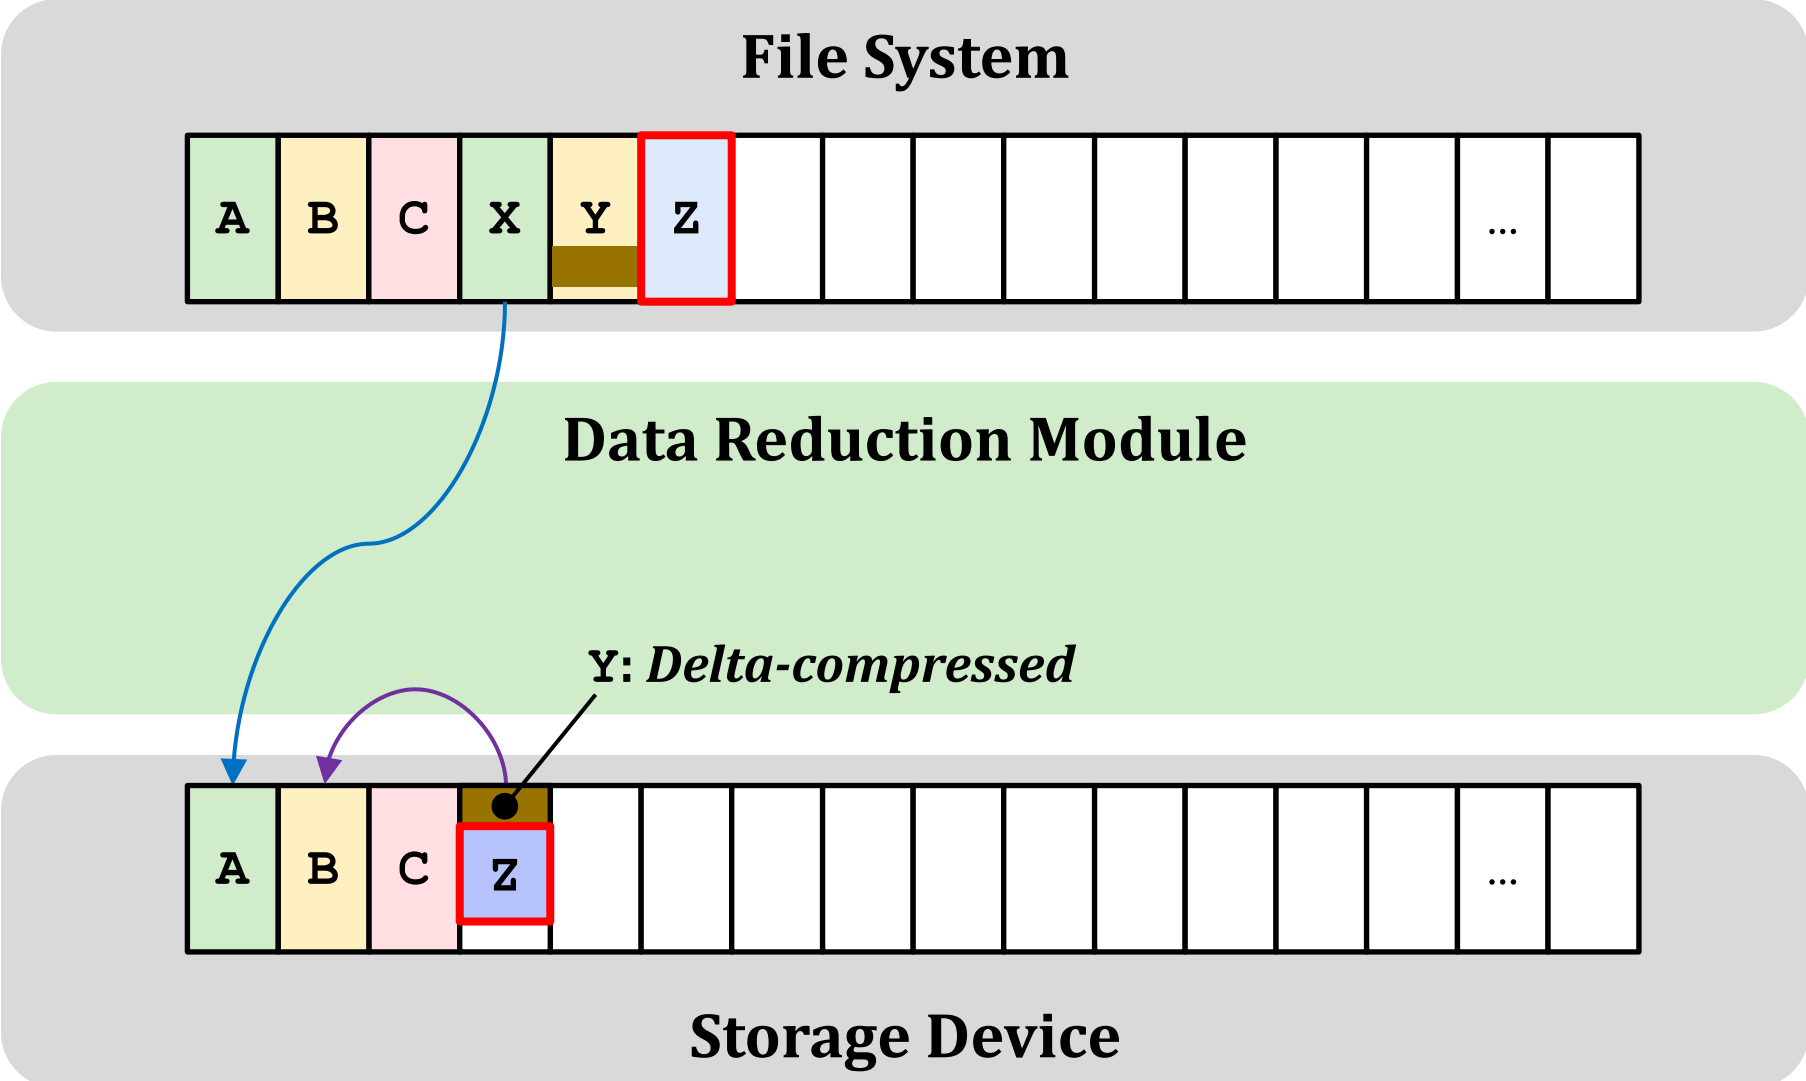 File System
A B C X Y Z ...
Data Reduction Module
Y: Delta-compressed
A B C Z ...
Storage Device